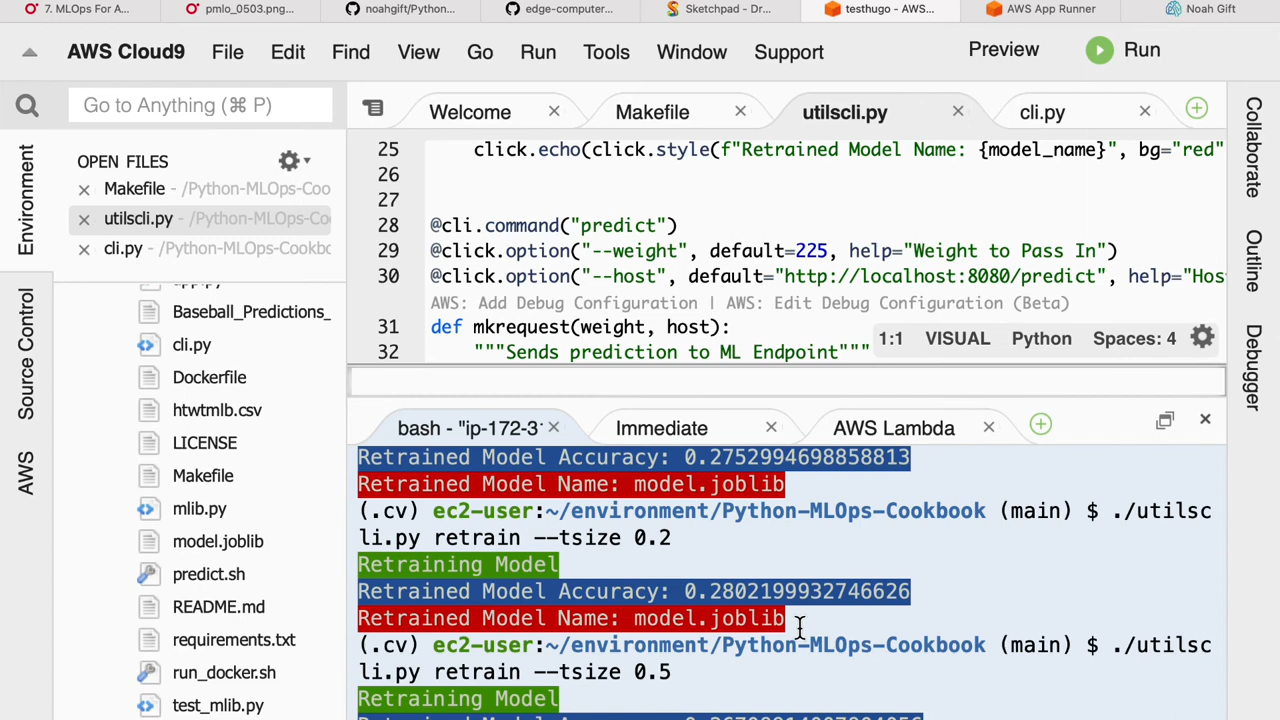 7. MLOps For A...
pmlo_0503.png...
noahgift/Python...
edge-computer...
Sketchpad - Dr...
testhugo - AWS...
AWS App Runner
Noah Gift
AWS Cloud9
File
Edit
Find
View
Go
Run
Tools
Window
Support
Preview
Run
Go to Anything (⌘ P)
Welcome
Makefile
utilscli.py
cli.py
OPEN FILES
Makefile - /Python-MLOps-Coo
utilscli.py - /Python-MLOps-Co
cli.py - /Python-MLOps-Cookb
Baseball_Predictions_
cli.py
Dockerfile
htwtmlb.csv
LICENSE
Makefile
mlib.py
model.joblib
predict.sh
README.md
requirements.txt
run_docker.sh
test_mlib.py
Environment
Source Control
AWS
25 click.echo(click.style(f"Retrained Model Name: {model_name}", bg="red"
26
27
28 @cli.command("predict")
29 @click.option("--weight", default=225, help="Weight to Pass In")
30 @click.option("--host", default="http://localhost:8080/predict", help="Hos
AWS: Add Debug Configuration | AWS: Edit Debug Configuration (Beta)
31 def mkrequest(weight, host):
32 """Sends prediction to ML Endpoint"""
1:1 VISUAL Python Spaces: 4
bash - "ip-172-3
Immediate
AWS Lambda
Retrained Model Accuracy: 0.2752994698858813
Retrained Model Name: model.joblib
(.cv) ec2-user:~/environment/Python-MLOps-Cookbook (main) $ ./utilsc
li.py retrain --tsize 0.2
Retraining Model
Retrained Model Accuracy: 0.2802199932746626
Retrained Model Name: model.joblib
(.cv) ec2-user:~/environment/Python-MLOps-Cookbook (main) $ ./utilsc
li.py retrain --tsize 0.5
Retraining Model
Collaborate
Outline
Debugger